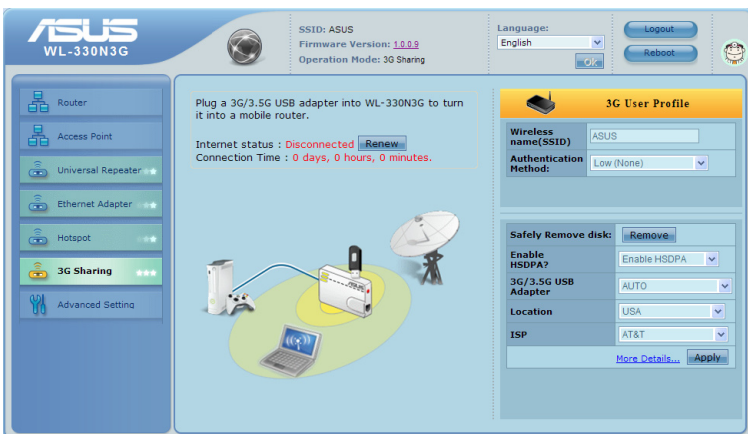 ASUS
WL-330N3G
SSID: ASUS
Firmware Version: 1.0.0.9
Operation Mode: 3G Sharing
Language:
English
Ok
Logout
Reboot
Router
Access Point
Universal Repeater
Ethernet Adapter
Hotspot
3G Sharing
Advanced Setting
Plug a 3G/3.5G USB adapter into WL-330N3G to turn
it into a mobile router.
Internet status : Disconnected Renew
Connection Time : 0 days, 0 hours, 0 minutes.
ASUS
3G User Profile
Wireless
name(SSID)
ASUS
Authentication
Method:
Low (None)
Safely Remove disk: Remove
Enable
HSDPA?
Enable HSDPA
3G/3.5G USB
Adapter
AUTO
Location USA
ISP AT&T
More Details... Apply